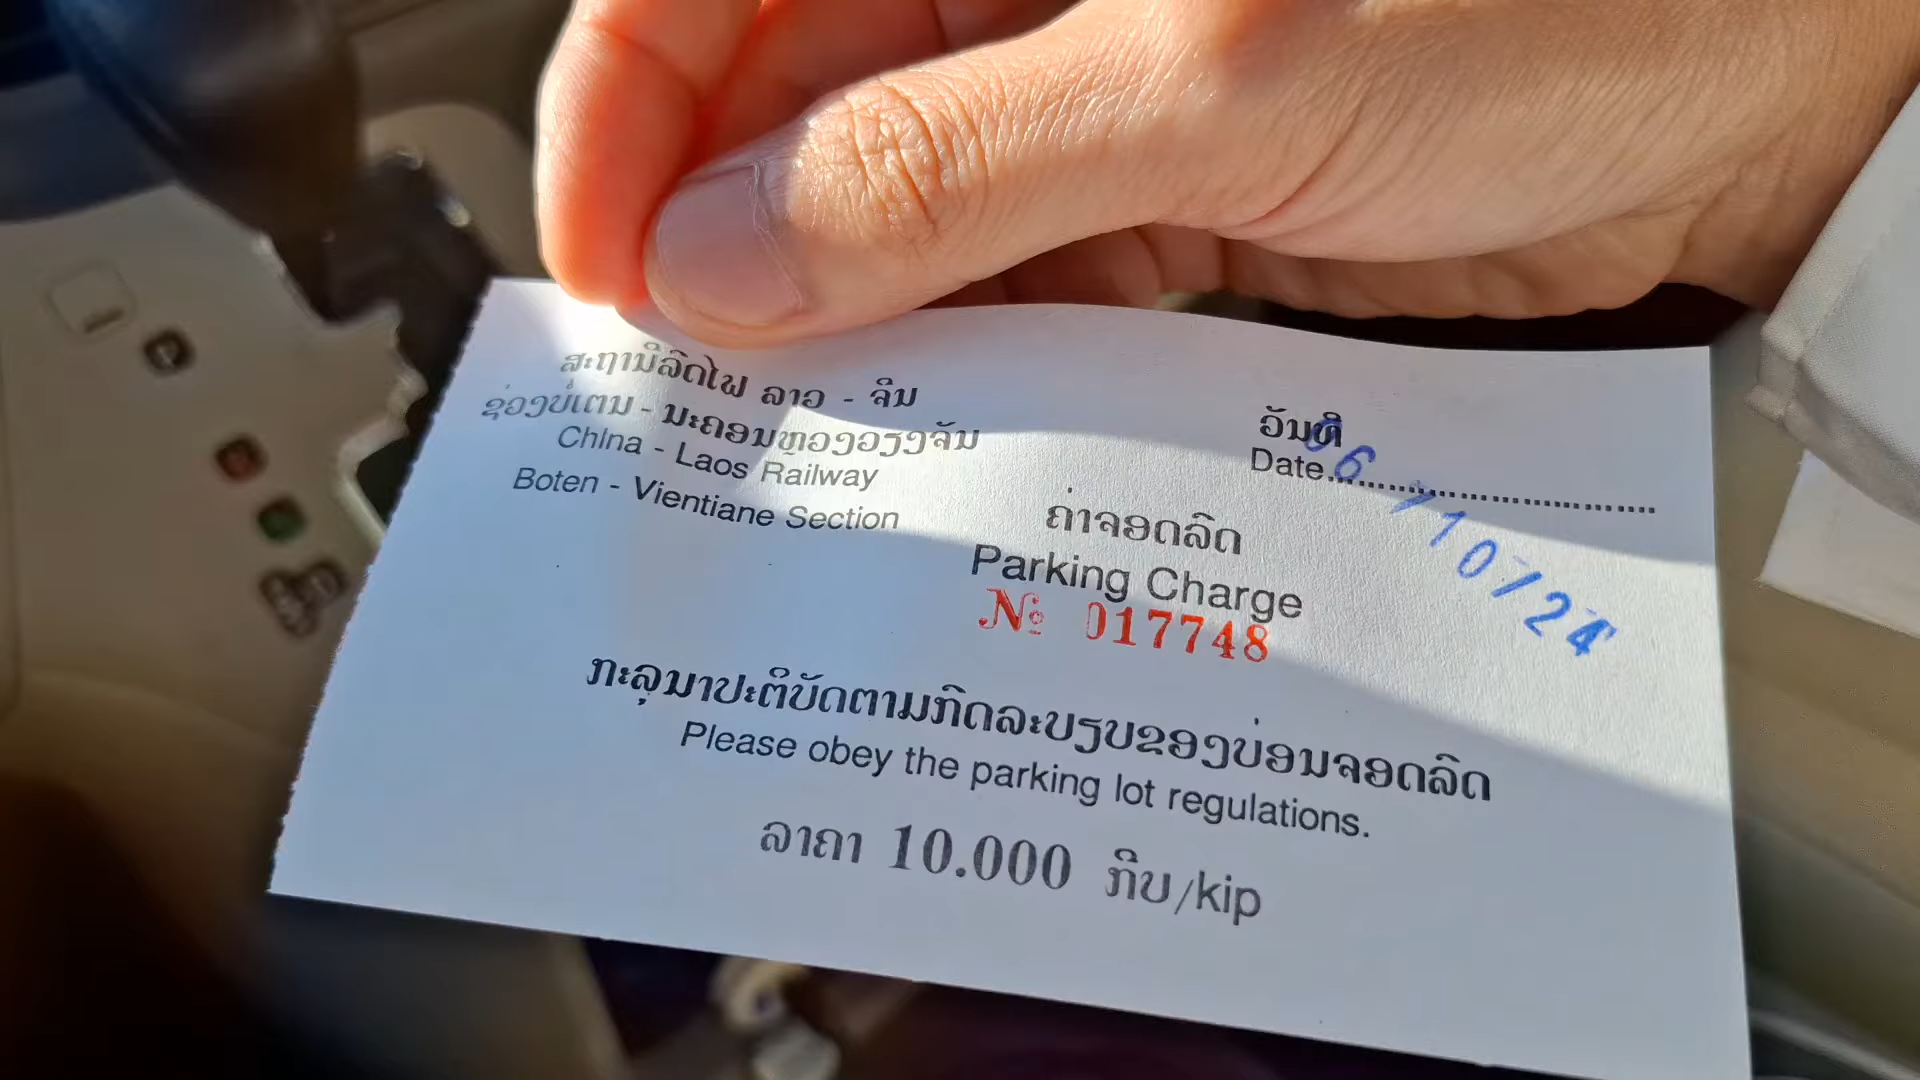 ສະຖານີລົດໄຟ ລາວ - ຈີນ
ຊ່ວງບໍ່ເຕນ - ນະຄອນຫຼວງວຽງຈັນ
China - Laos Railway
Boten - Vientiane Section
ວັນທີ
Date....................................
06/10/24
ຄ່າຈອດລົດ
Parking Charge
№ 017748
ກະລຸນາປະຕິບັດຕາມກົດລະບຽບຂອງບ່ອນຈອດລົດ
Please obey the parking lot regulations.
ລາຄາ 10.000 ກີບ/kip